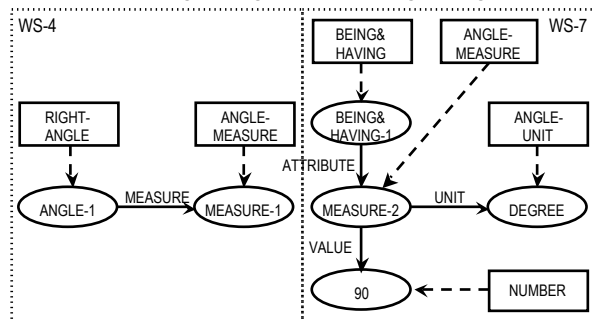 WS-4
WS-7
BEING&
HAVING
ANGLE-
MEASURE
RIGHT-
ANGLE
ANGLE-
MEASURE
BEING&
HAVING-1
ANGLE-
UNIT
ATTRIBUTE
ANGLE-1
MEASURE
MEASURE-1
MEASURE-2
UNIT
DEGREE
VALUE
90
NUMBER